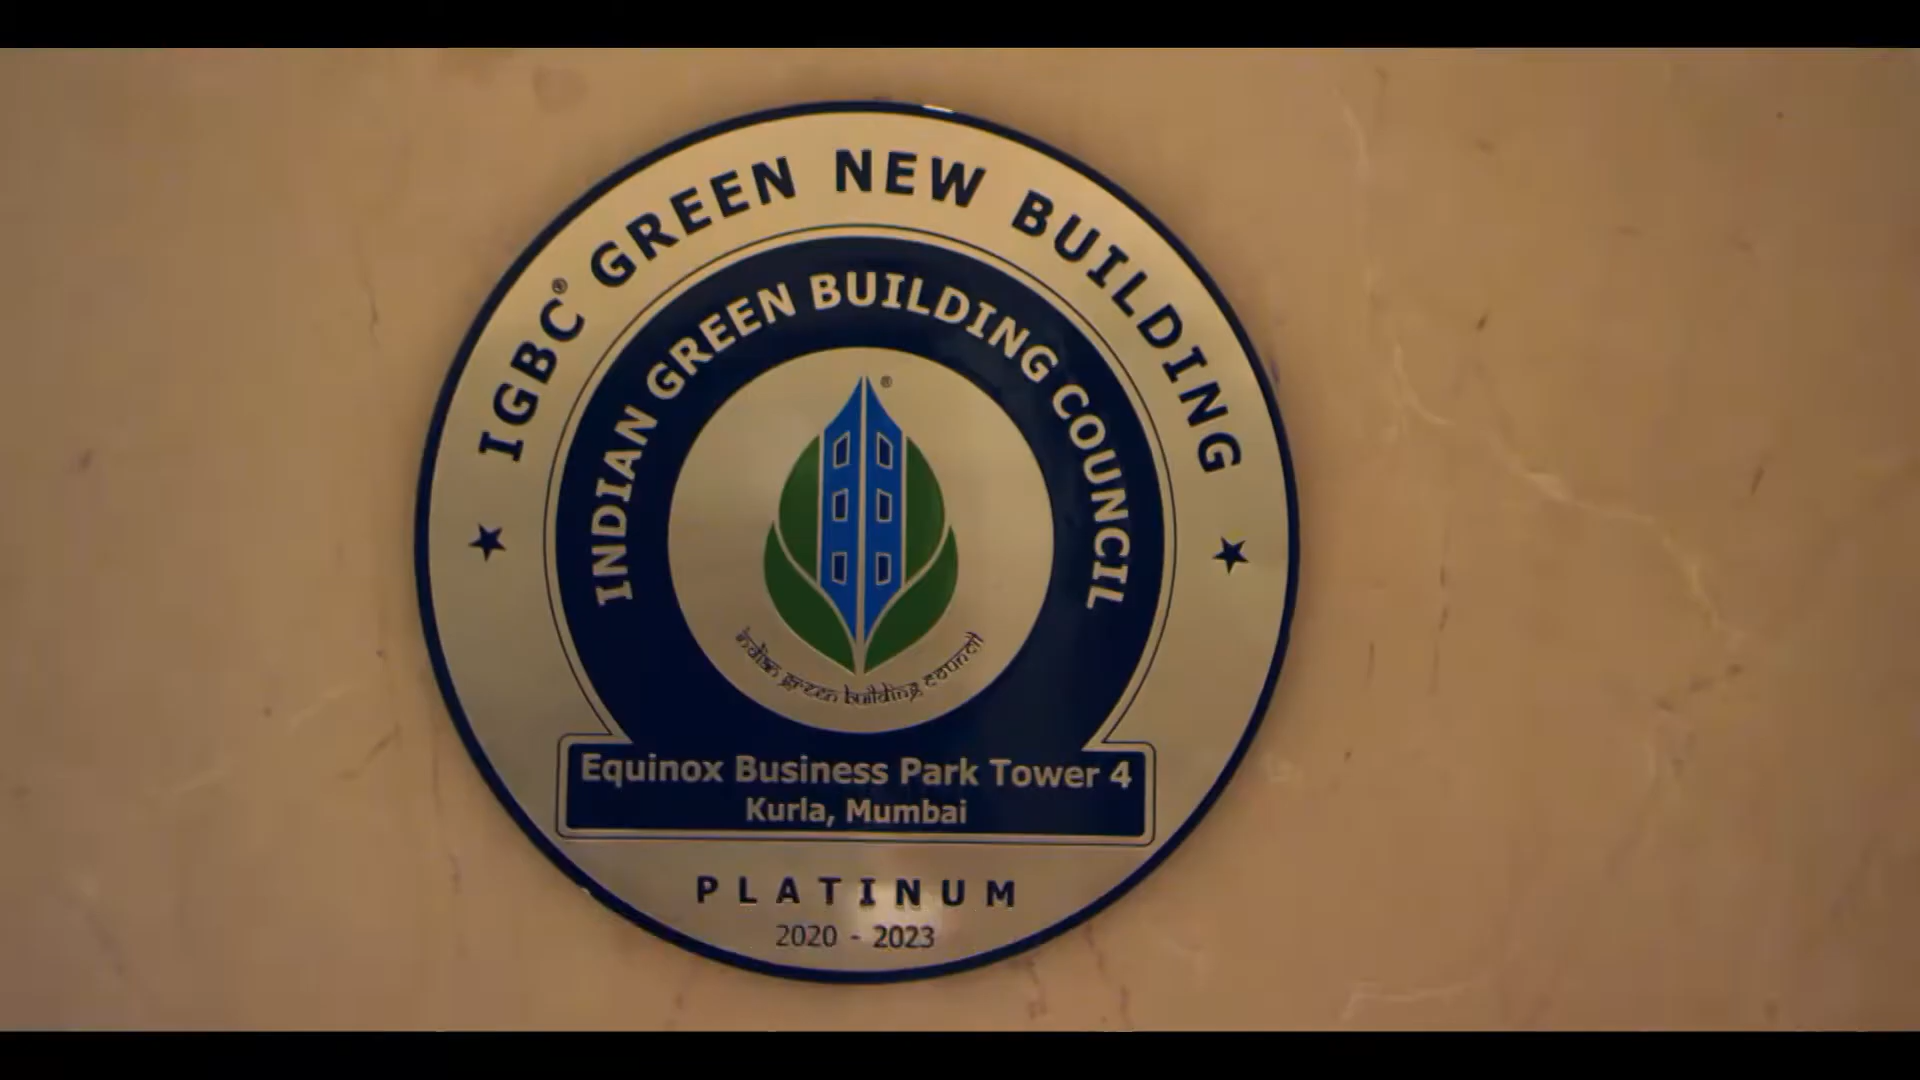 IGBC® GREEN NEW BUILDING
INDIAN GREEN BUILDING COUNCIL
®
indian green building council
Equinox Business Park Tower 4
Kurla, Mumbai
PLATINUM
2020 - 2023